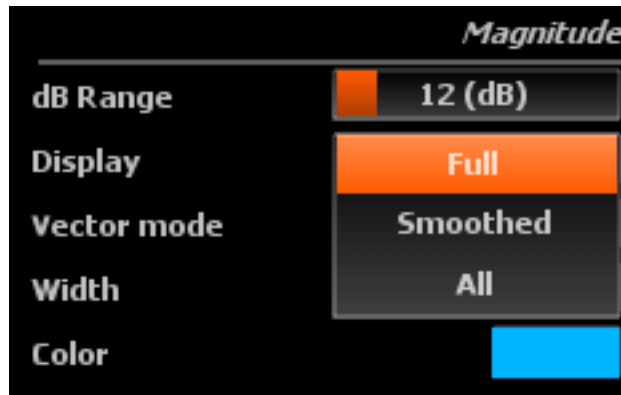 Magnitude
dB Range 12 (dB)
Display Full
Vector mode Smoothed
Width All
Color